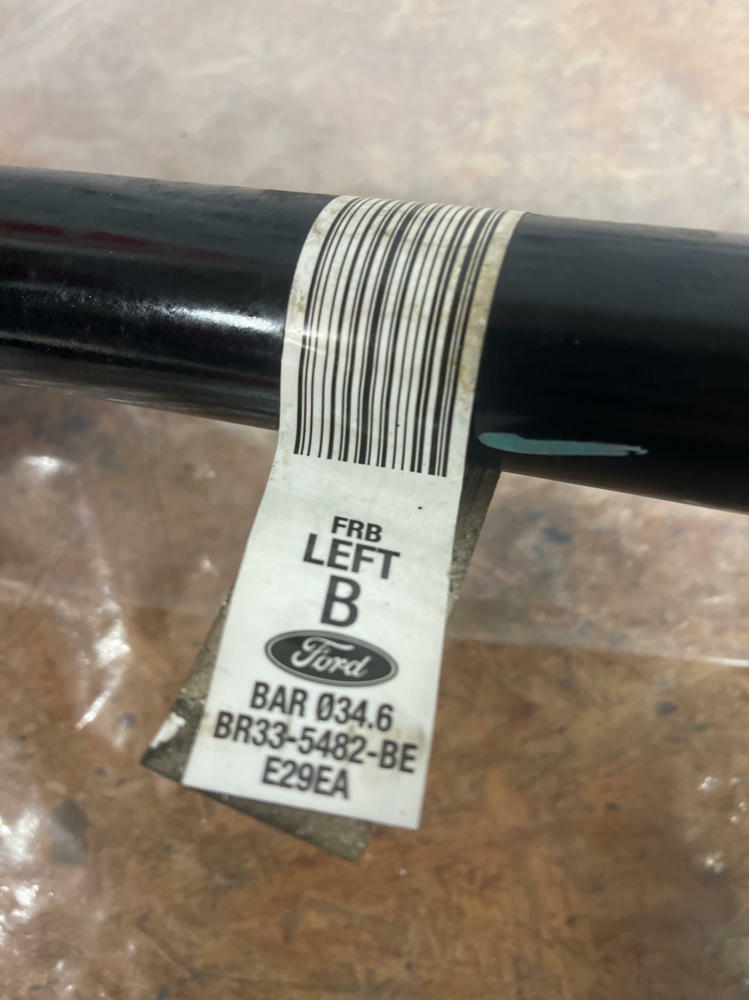 FRB
LEFT
B
Ford
BAR Ø34.6
BR33-5482-BE
E29EA